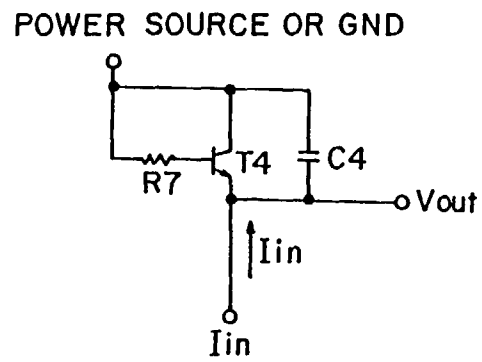 POWER SOURCE OR GND
T4
C4
R7
Vout
Iin
Iin